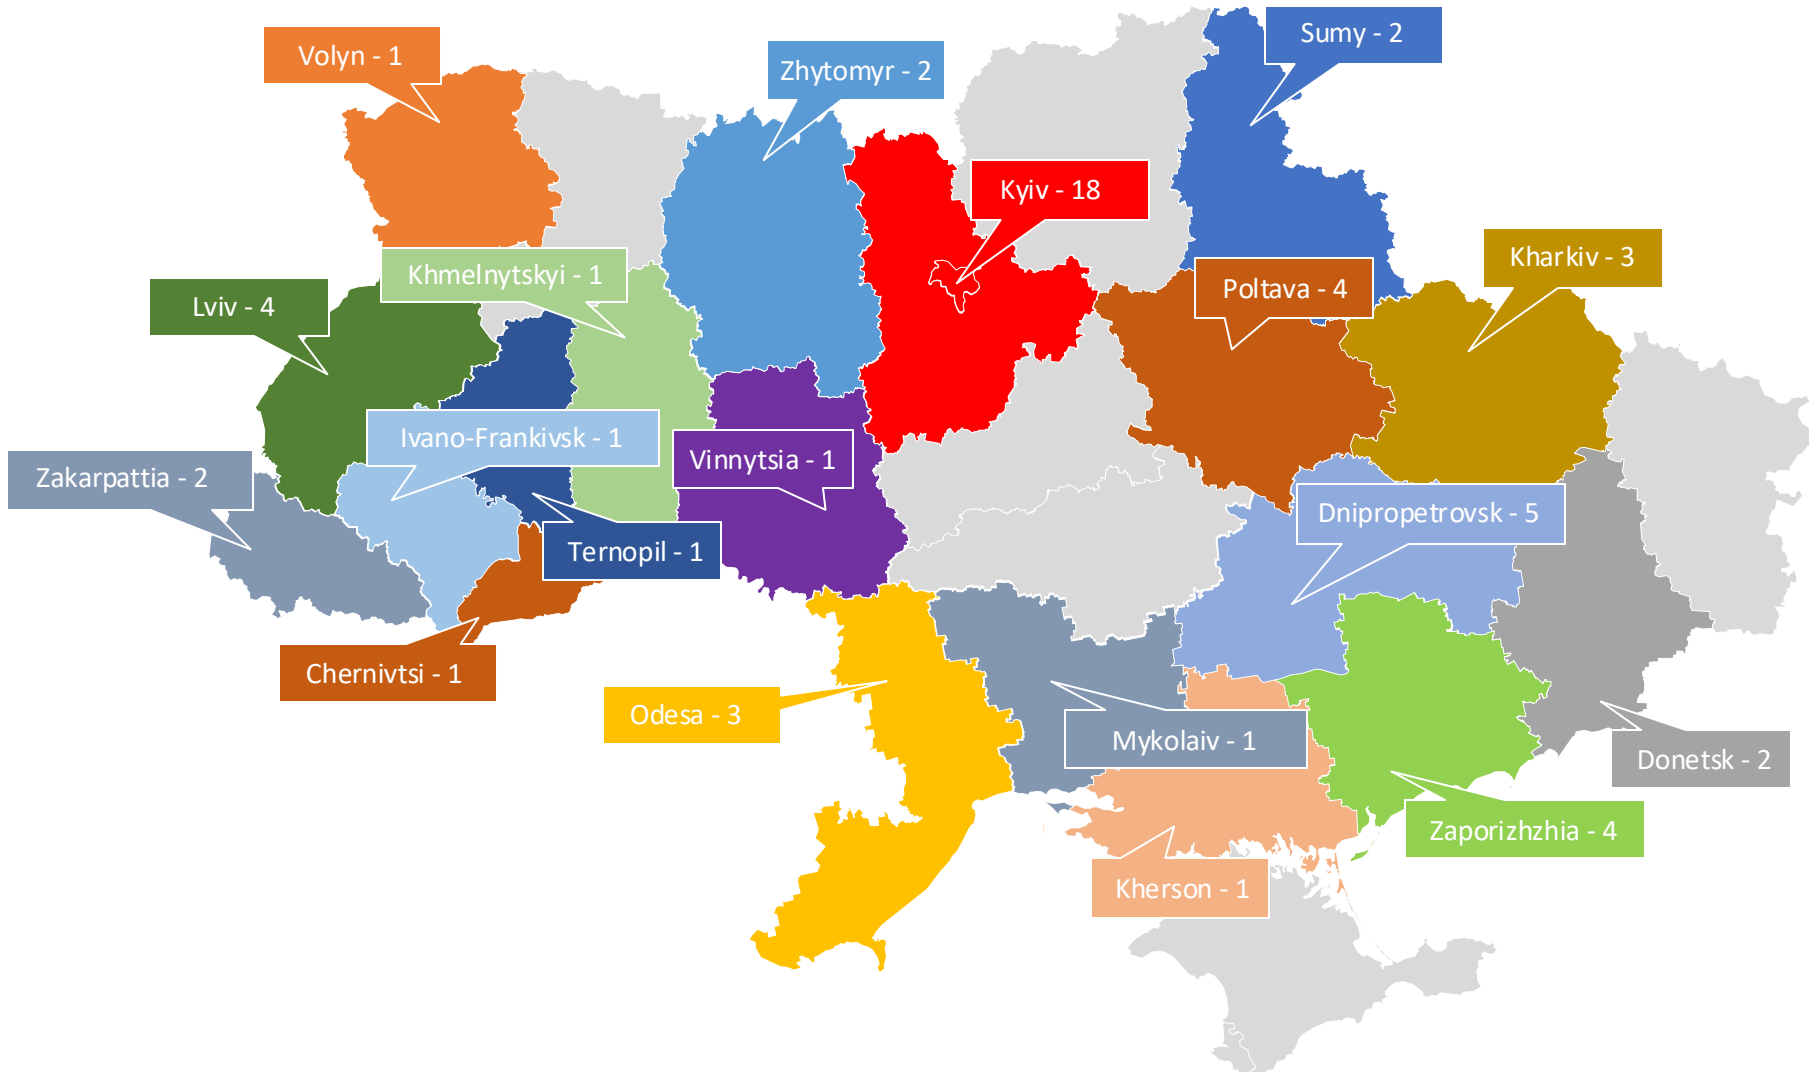 Sumy - 2
Volyn - 1
Zhytomyr - 2
Kyiv - 18
Kharkiv - 3
Khmelnytskyi - 1
Poltava - 4
Lviv - 4
Ivano-Frankivsk - 1
Vinnytsia - 1
Zakarpattia - 2
Dnipropetrovsk - 5
Ternopil - 1
Chernivtsi - 1
Odesa - 3
Mykolaiv - 1
Donetsk - 2
Zaporizhzhia - 4
Kherson - 1